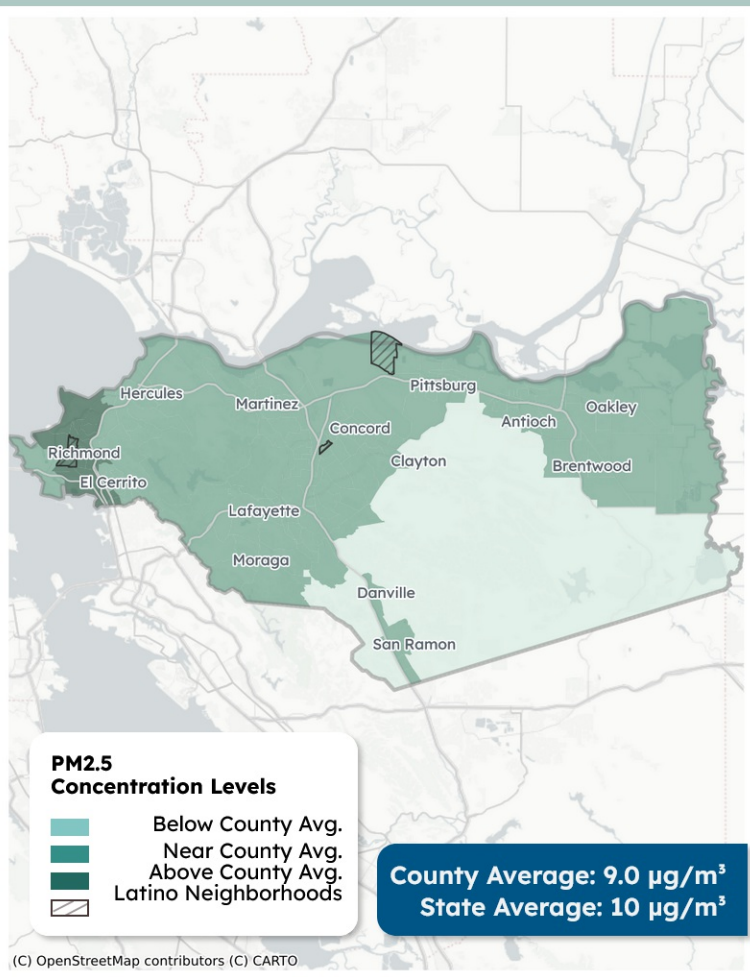 Hercules
Martinez
Pittsburg
Oakley
Antioch
Concord
Richmond
Clayton
Brentwood
El Cerrito
Lafayette
Moraga
Danville
San Ramon
PM2.5
Concentration Levels
Below County Avg.
Near County Avg.
Above County Avg.
Latino Neighborhoods
County Average: 9.0 µg/m³
State Average: 10 µg/m³
(C) OpenStreetMap contributors (C) CARTO